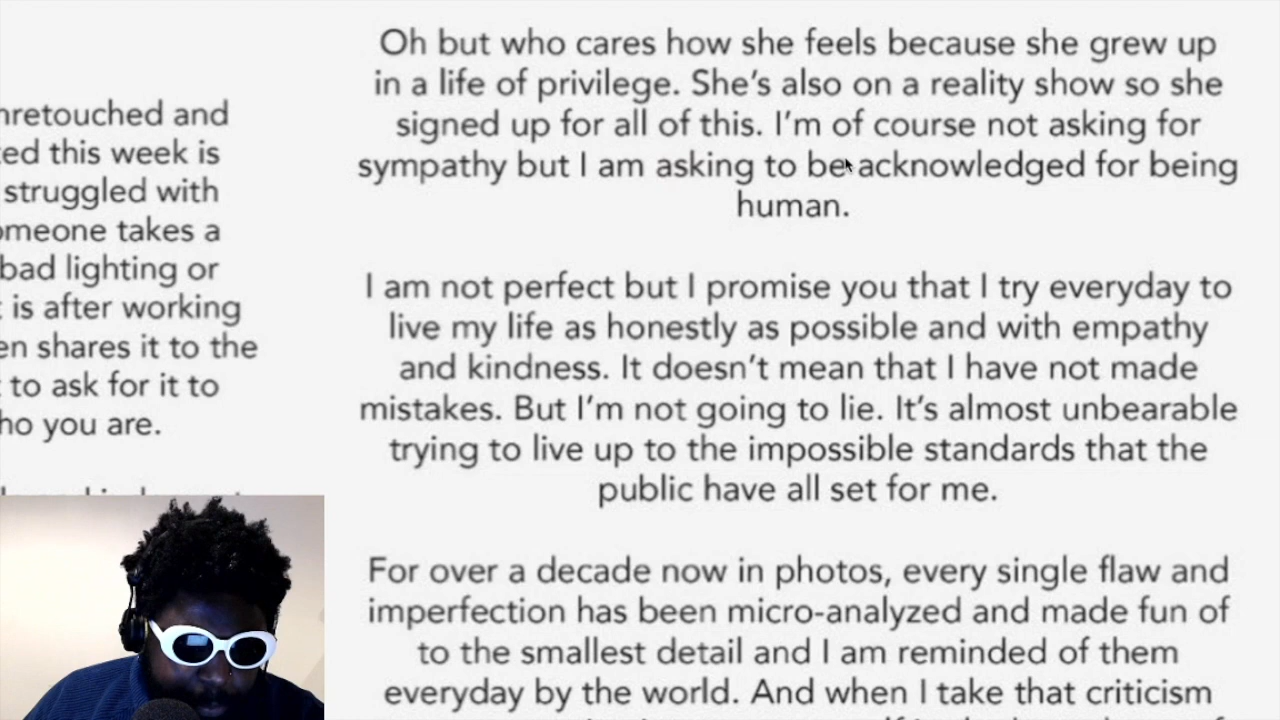 nretouched and
ed this week is
struggled with
omeone takes a
bad lighting or
is after working
en shares it to the
to ask for it to
ho you are.
Oh but who cares how she feels because she grew up
in a life of privilege. She's also on a reality show so she
signed up for all of this. I'm of course not asking for
sympathy but I am asking to be acknowledged for being
human.
I am not perfect but I promise you that I try everyday to
live my life as honestly as possible and with empathy
and kindness. It doesn't mean that I have not made
mistakes. But I'm not going to lie. It's almost unbearable
trying to live up to the impossible standards that the
public have all set for me.
For over a decade now in photos, every single flaw and
imperfection has been micro-analyzed and made fun of
to the smallest detail and I am reminded of them
everyday by the world. And when I take that criticism